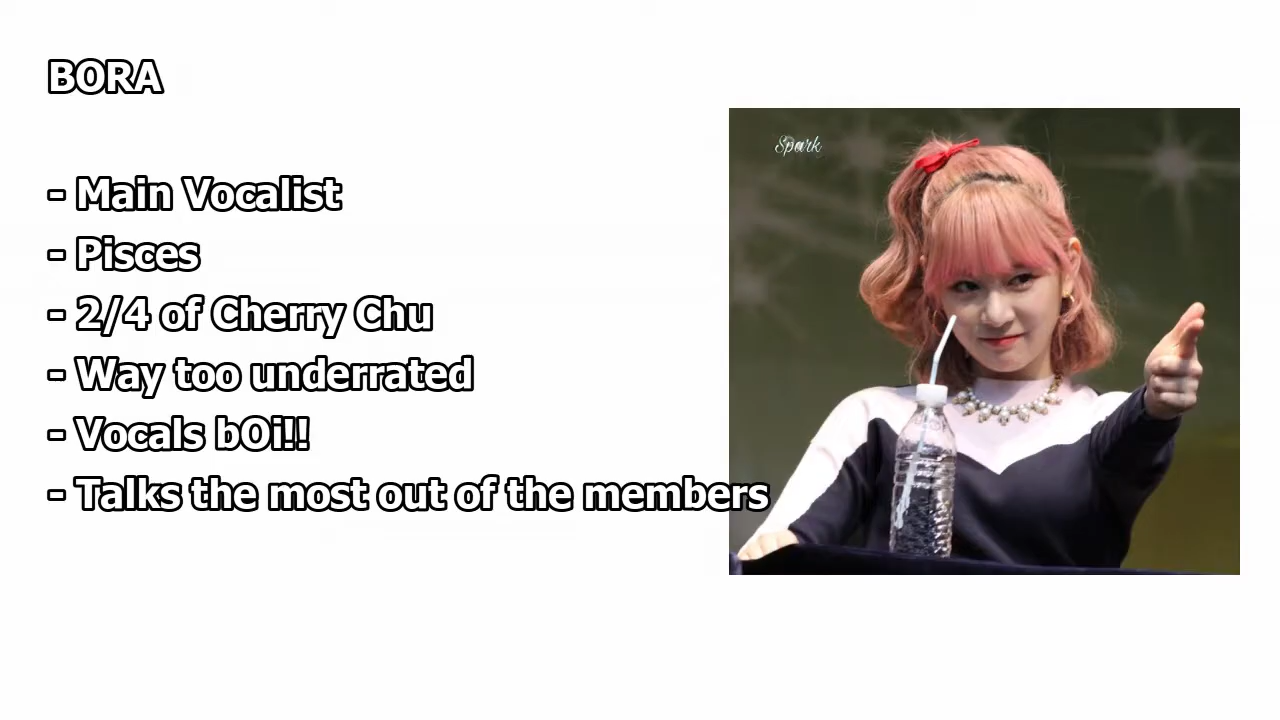 BORA
Spark
- Main Vocalist
- Pisces
- 2/4 of Cherry Chu
- Way too underrated
- Vocals bOi!!
- Talks the most out of the members